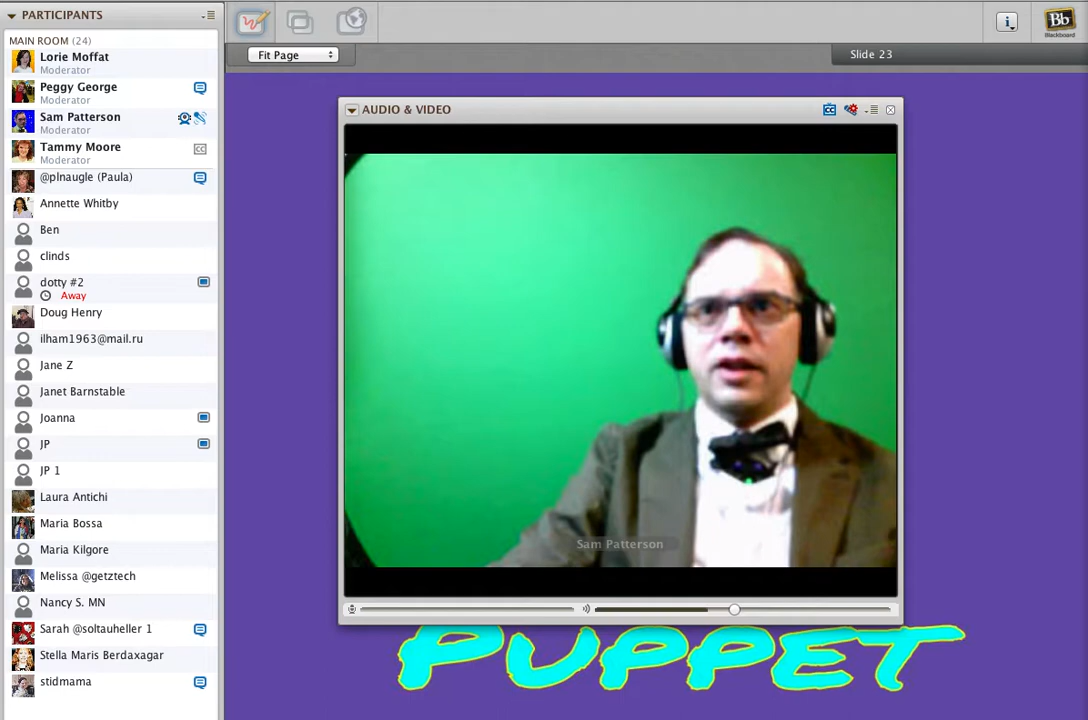 PARTICIPANTS
MAIN ROOM (24)
Lorie Moffat
Moderator
Peggy George
Moderator
Sam Patterson
Moderator
Tammy Moore
Moderator
CC
@plnaugle (Paula)
Annette Whitby
Ben
clinds
dotty #2
Away
Doug Henry
ilham1963@mail.ru
Jane Z
Janet Barnstable
Joanna
JP
JP 1
Laura Antichi
Maria Bossa
Maria Kilgore
Melissa @getztech
Nancy S. MN
Sarah @soltauheller 1
Stella Maris Berdaxagar
stidmama
i
Bb
Blackboard
Fit Page
Slide 23
AUDIO & VIDEO
Sam Patterson
PUPPET